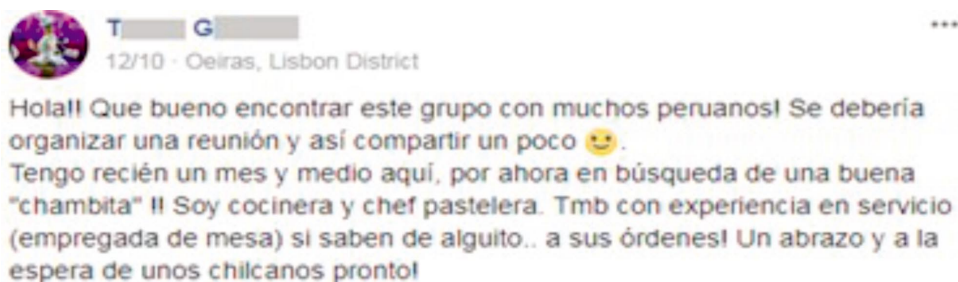 T G
12/10 · Oeiras, Lisbon District
Hola!! Que bueno encontrar este grupo con muchos peruanos! Se debería
organizar una reunión y así compartir un poco 🙂.
Tengo recién un mes y medio aquí, por ahora en búsqueda de una buena
"chambita" !! Soy cocinera y chef pastelera. Tmb con experiencia en servicio
(empregada de mesa) si saben de alguito.. a sus órdenes! Un abrazo y a la
espera de unos chilcanos pronto!